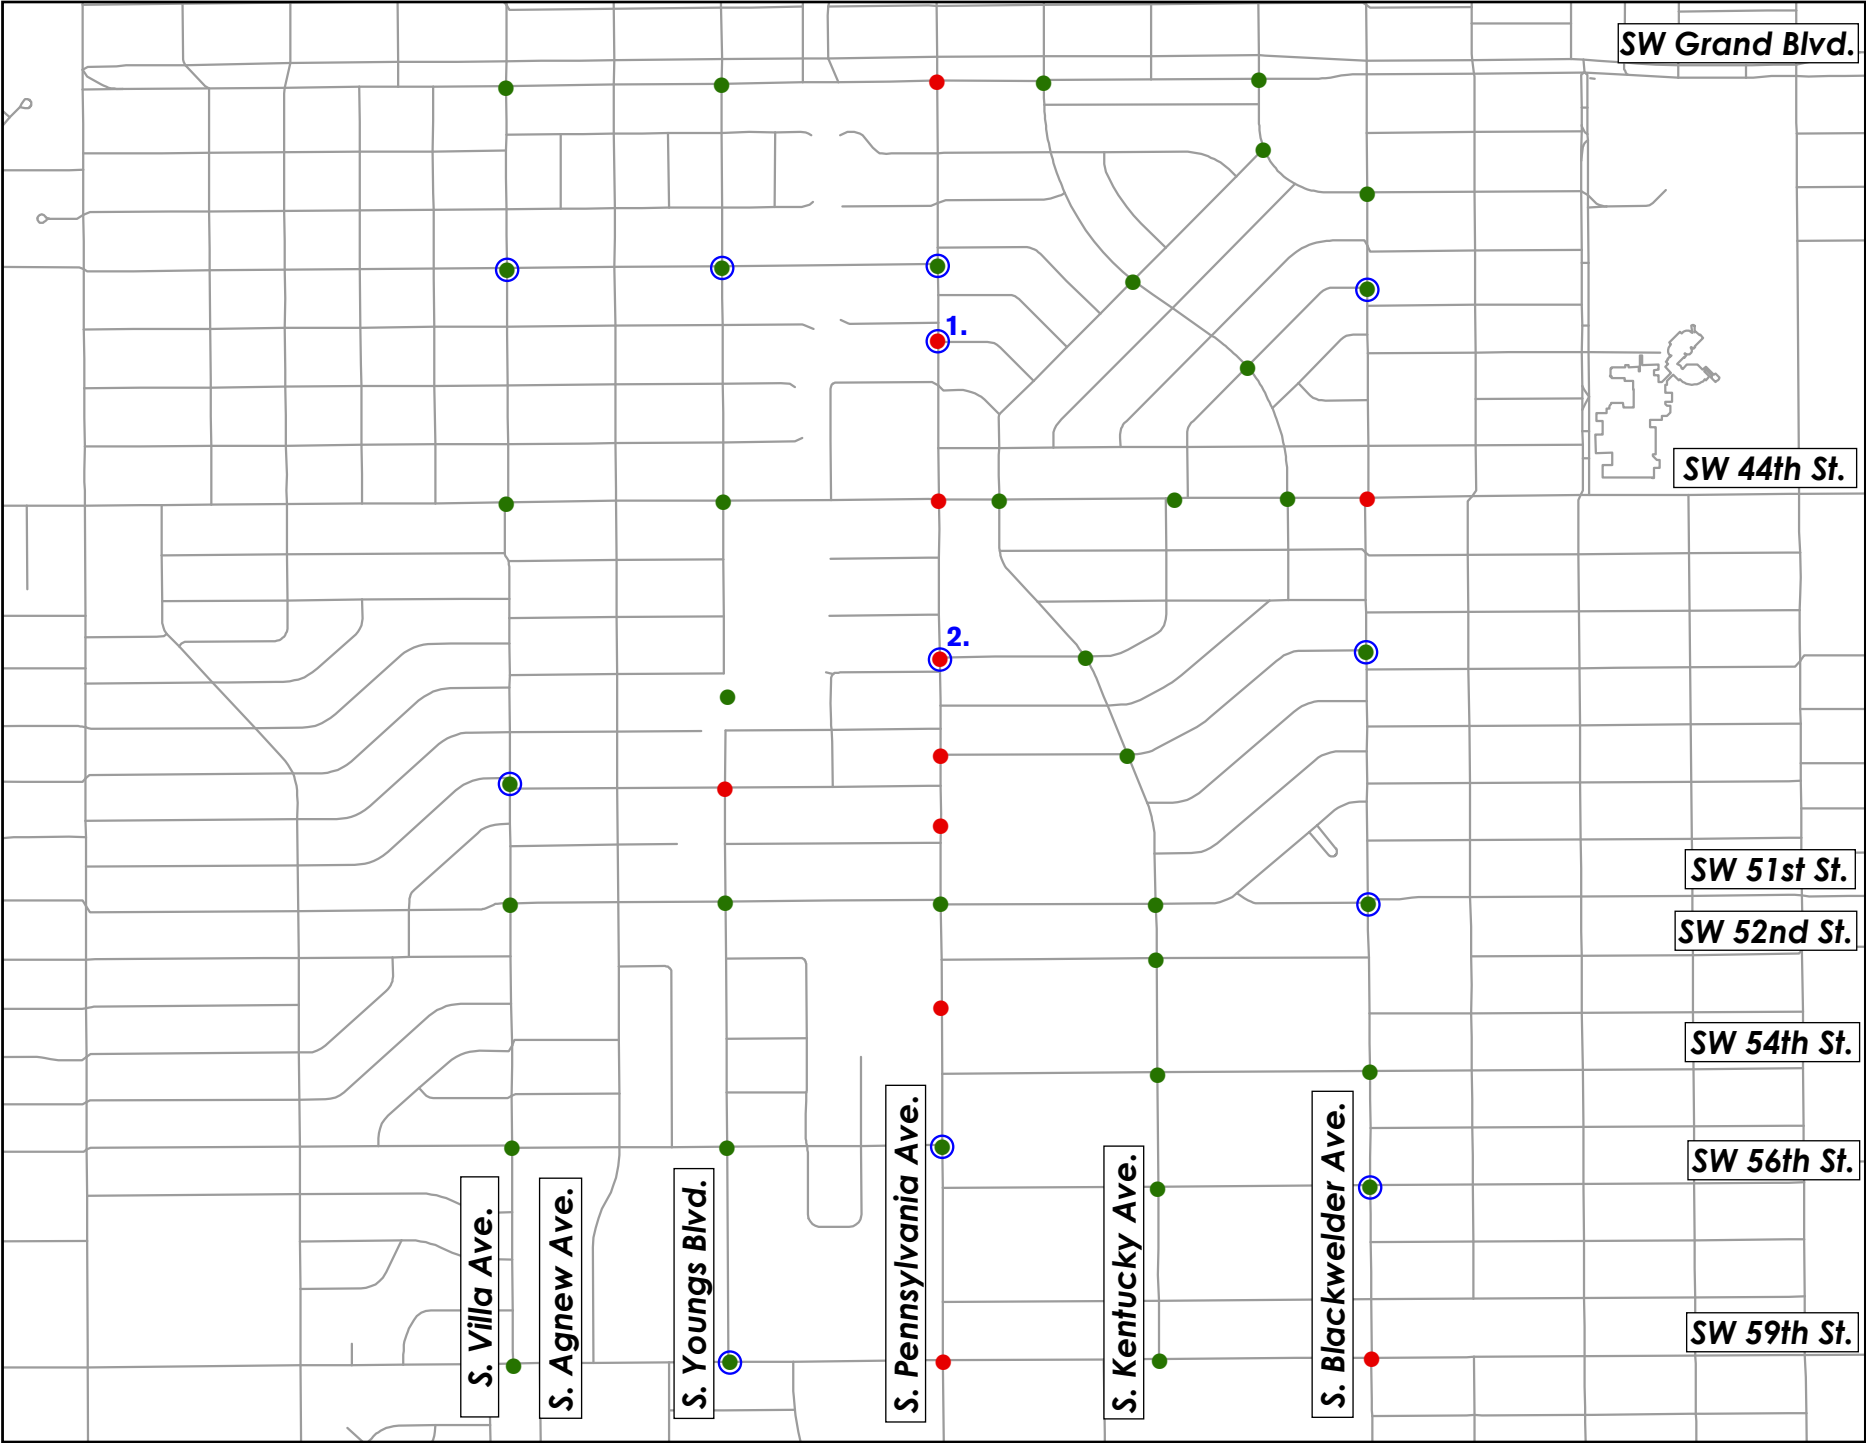 SW Grand Blvd.
1.
SW 44th St.
2.
SW 51st St.
SW 52nd St.
SW 54th St.
SW 56th St.
SW 59th St.
S. Villa Ave.
S. Agnew Ave.
S. Youngs Blvd.
S. Pennsylvania Ave.
S. Kentucky Ave.
S. Blackwelder Ave.